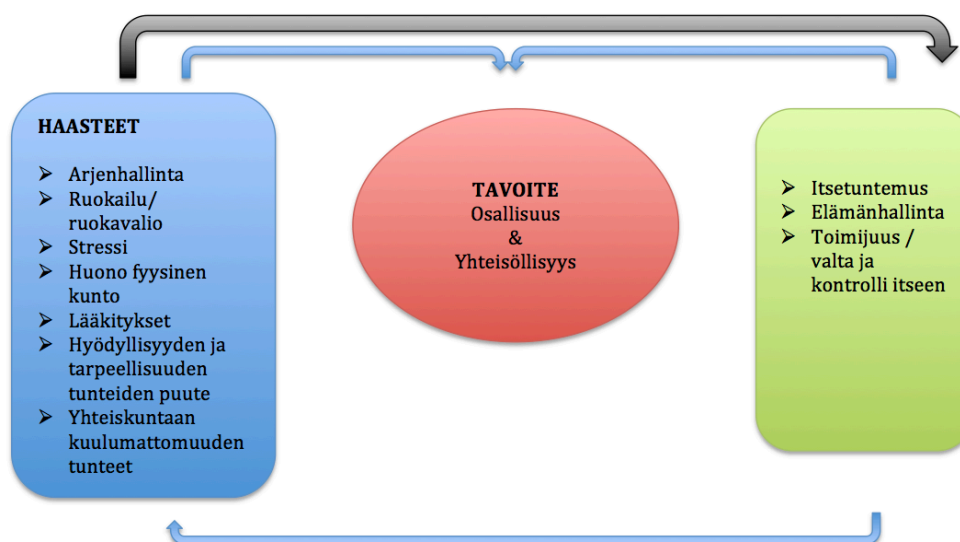 HAASTEET
Arjenhallinta
Ruokailu/
ruokavalio
Stressi
Huono fyysinen
kunto
Lääkitykset
Hyödyllisyyden ja
tarpeellisuuden
tunteiden puute
Yhteiskuntaan
kuulumattomuuden
tunteet
TAVOITE
Osallisuus
&
Yhteisöllisyys
Itsetuntemus
Elämänhallinta
Toimijuus /
valta ja
kontrolli itseen